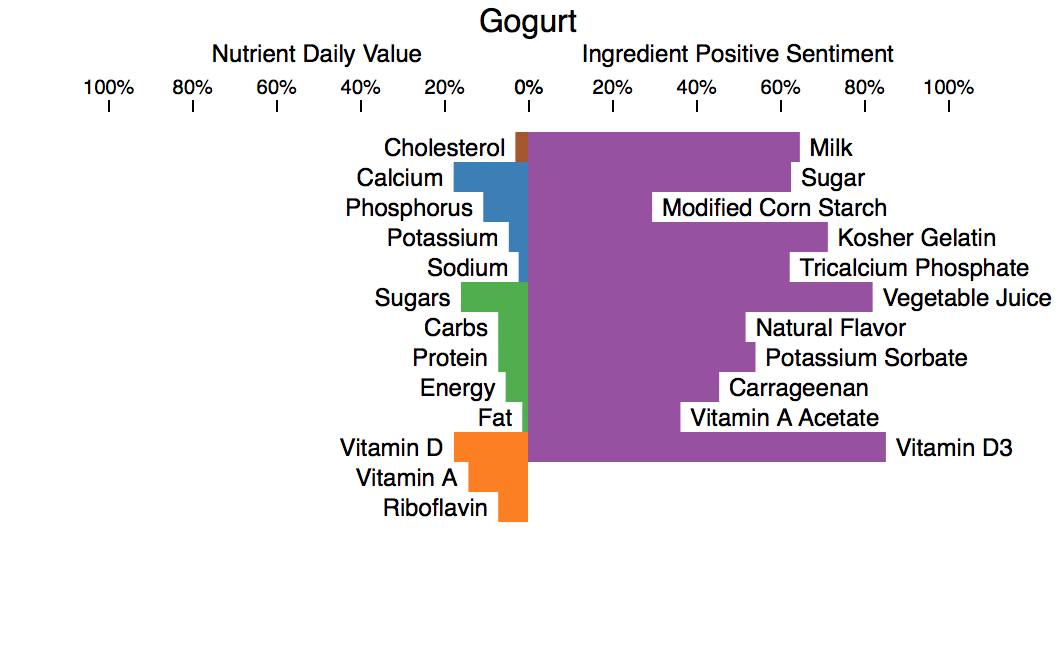 Gogurt
Nutrient Daily Value Ingredient Positive Sentiment
100% 80% 60% 40% 20% 0% 20% 40% 60% 80% 100%
Cholesterol Milk
Calcium Sugar
Phosphorus Modified Corn Starch
Potassium Kosher Gelatin
Sodium Tricalcium Phosphate
Sugars Vegetable Juice
Carbs Natural Flavor
Protein Potassium Sorbate
Energy Carrageenan
Fat Vitamin A Acetate
Vitamin D Vitamin D3
Vitamin A
Riboflavin